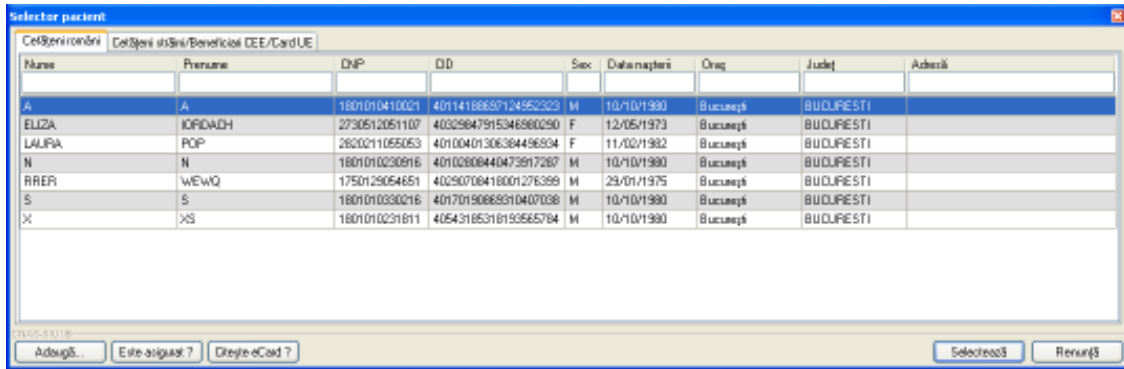 Selector pacient
Cetăţeni români Cetăţeni străini/Beneficiari CEE/Card UE
Nume Prenume CNP CID Sex Data naşterii Oraş Judeţ Adresă
A A 1801010410021 40114188697124952323 M 10/10/1980 Bucureşti BUCURESTI
ELIZA IORDACH 2730512051107 40329847915346980290 F 12/05/1973 Bucureşti BUCURESTI
LAURA POP 2820211055053 40100401306384496934 F 11/02/1982 Bucureşti BUCURESTI
N N 1801010230916 40102808440473917287 M 10/10/1980 Bucureşti BUCURESTI
RRER WEWQ 1750129054651 40290708418001276399 M 29/01/1975 Bucureşti BUCURESTI
S S 1801010330216 40170190869310407038 M 10/10/1980 Bucureşti BUCURESTI
X XS 1801010231811 40543185318193565784 M 10/10/1980 Bucureşti BUCURESTI
Adaugă... Este asigurat ? Citeşte eCard ? Selectează Renunţă